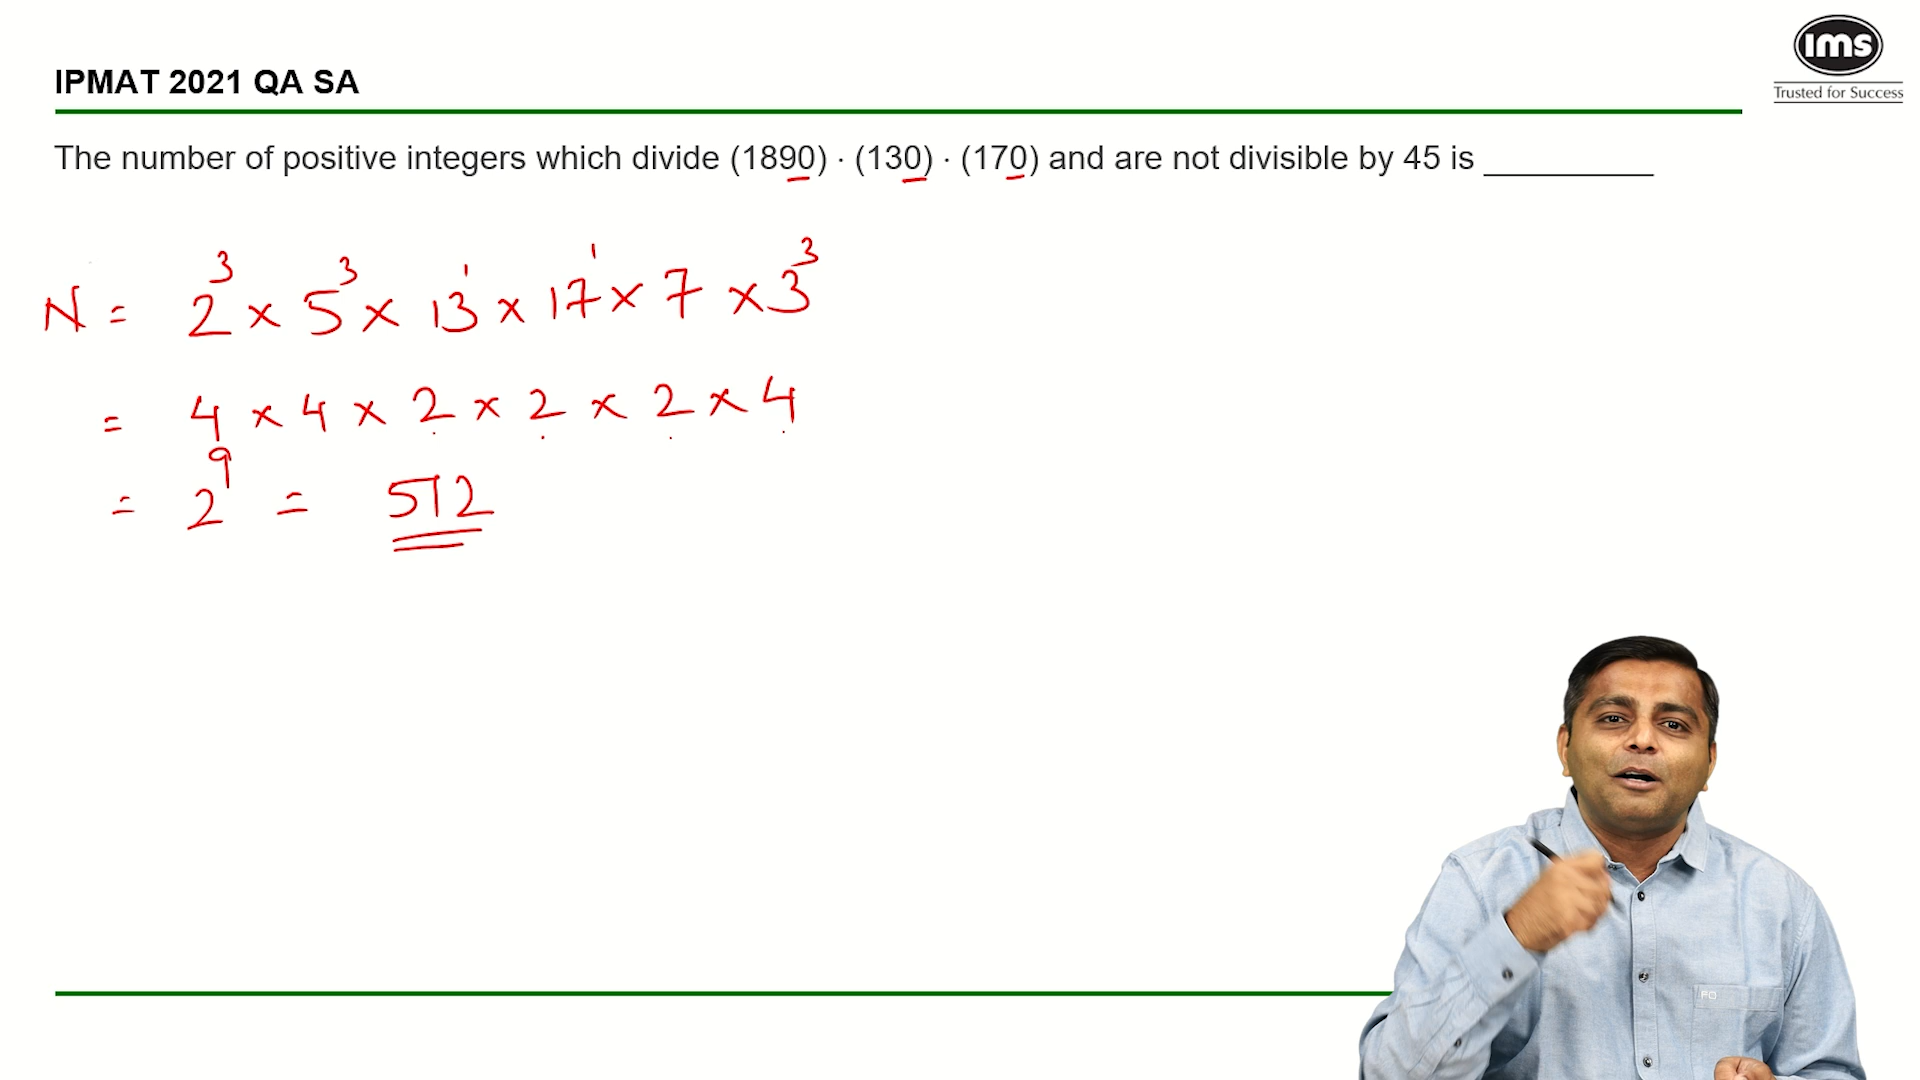 ims
Trusted for Success
IPMAT 2021 QA SA
The number of positive integers which divide (1890) · (130) · (170) and are not divisible by 45 is __________
N = 2³ × 5³ × 13¹ × 17¹ × 7 × 3³
= 4 × 4 × 2 × 2 × 2 × 4
= 2⁹ = 512